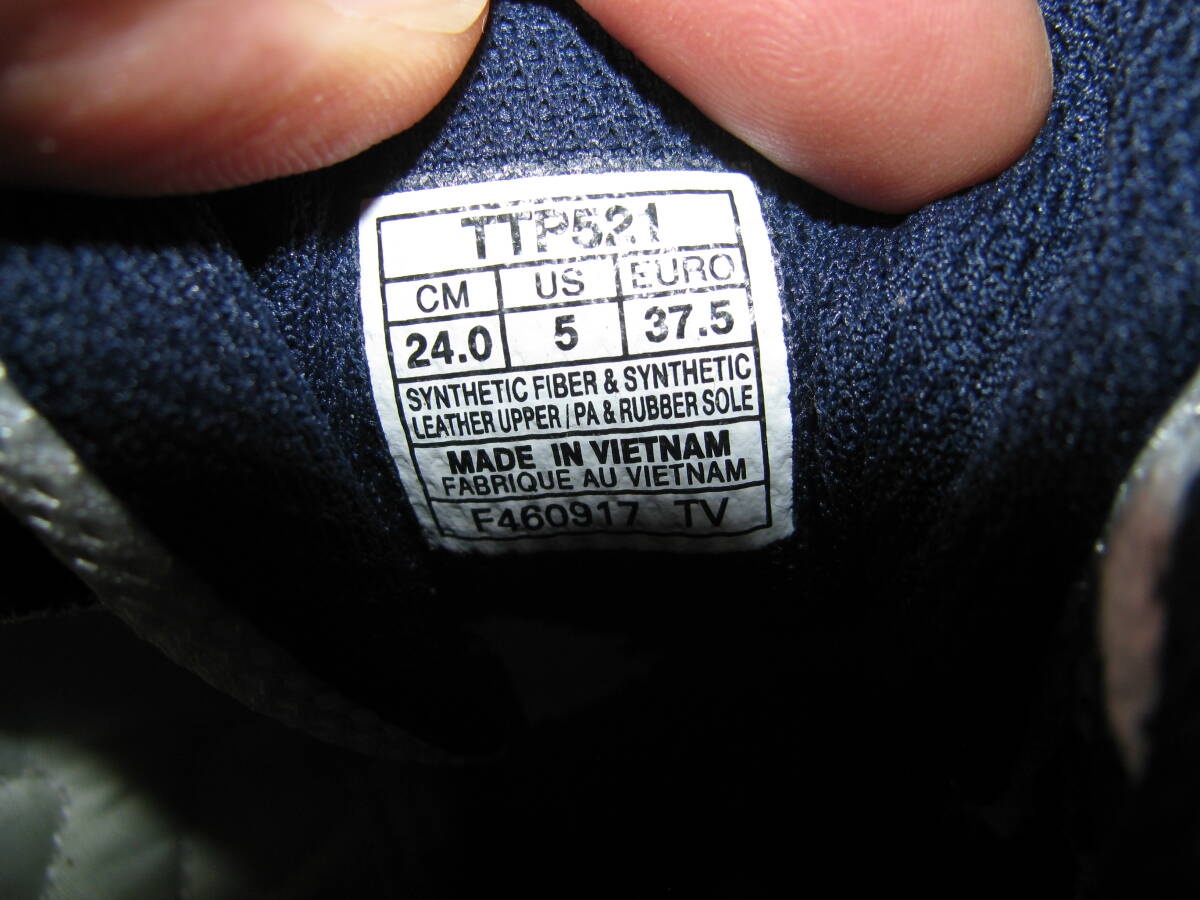 TTP521
CM US EURO
24.0 5 37.5
SYNTHETIC FIBER & SYNTHETIC
LEATHER UPPER / PA & RUBBER SOLE
MADE IN VIETNAM
FABRIQUE AU VIETNAM
F460917 TV